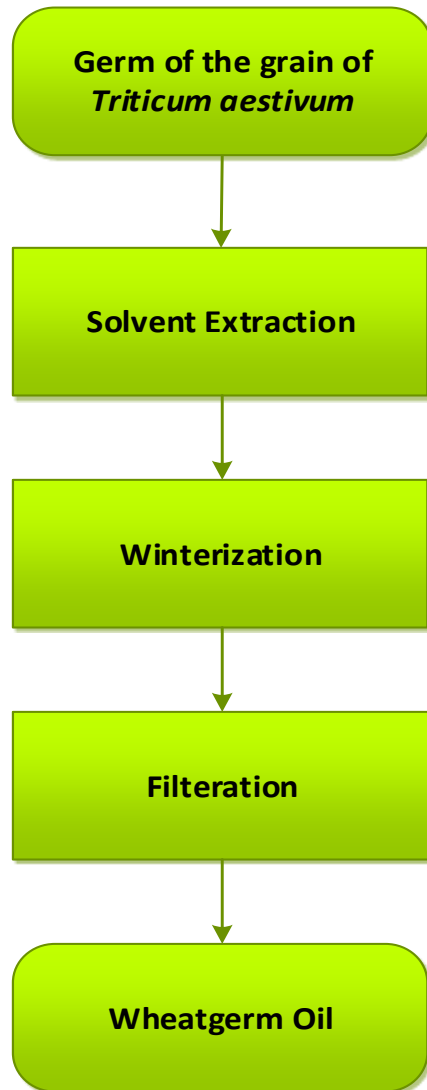 Germ of the grain of
Triticum aestivum
Solvent Extraction
Winterization
Filteration
Wheatgerm Oil